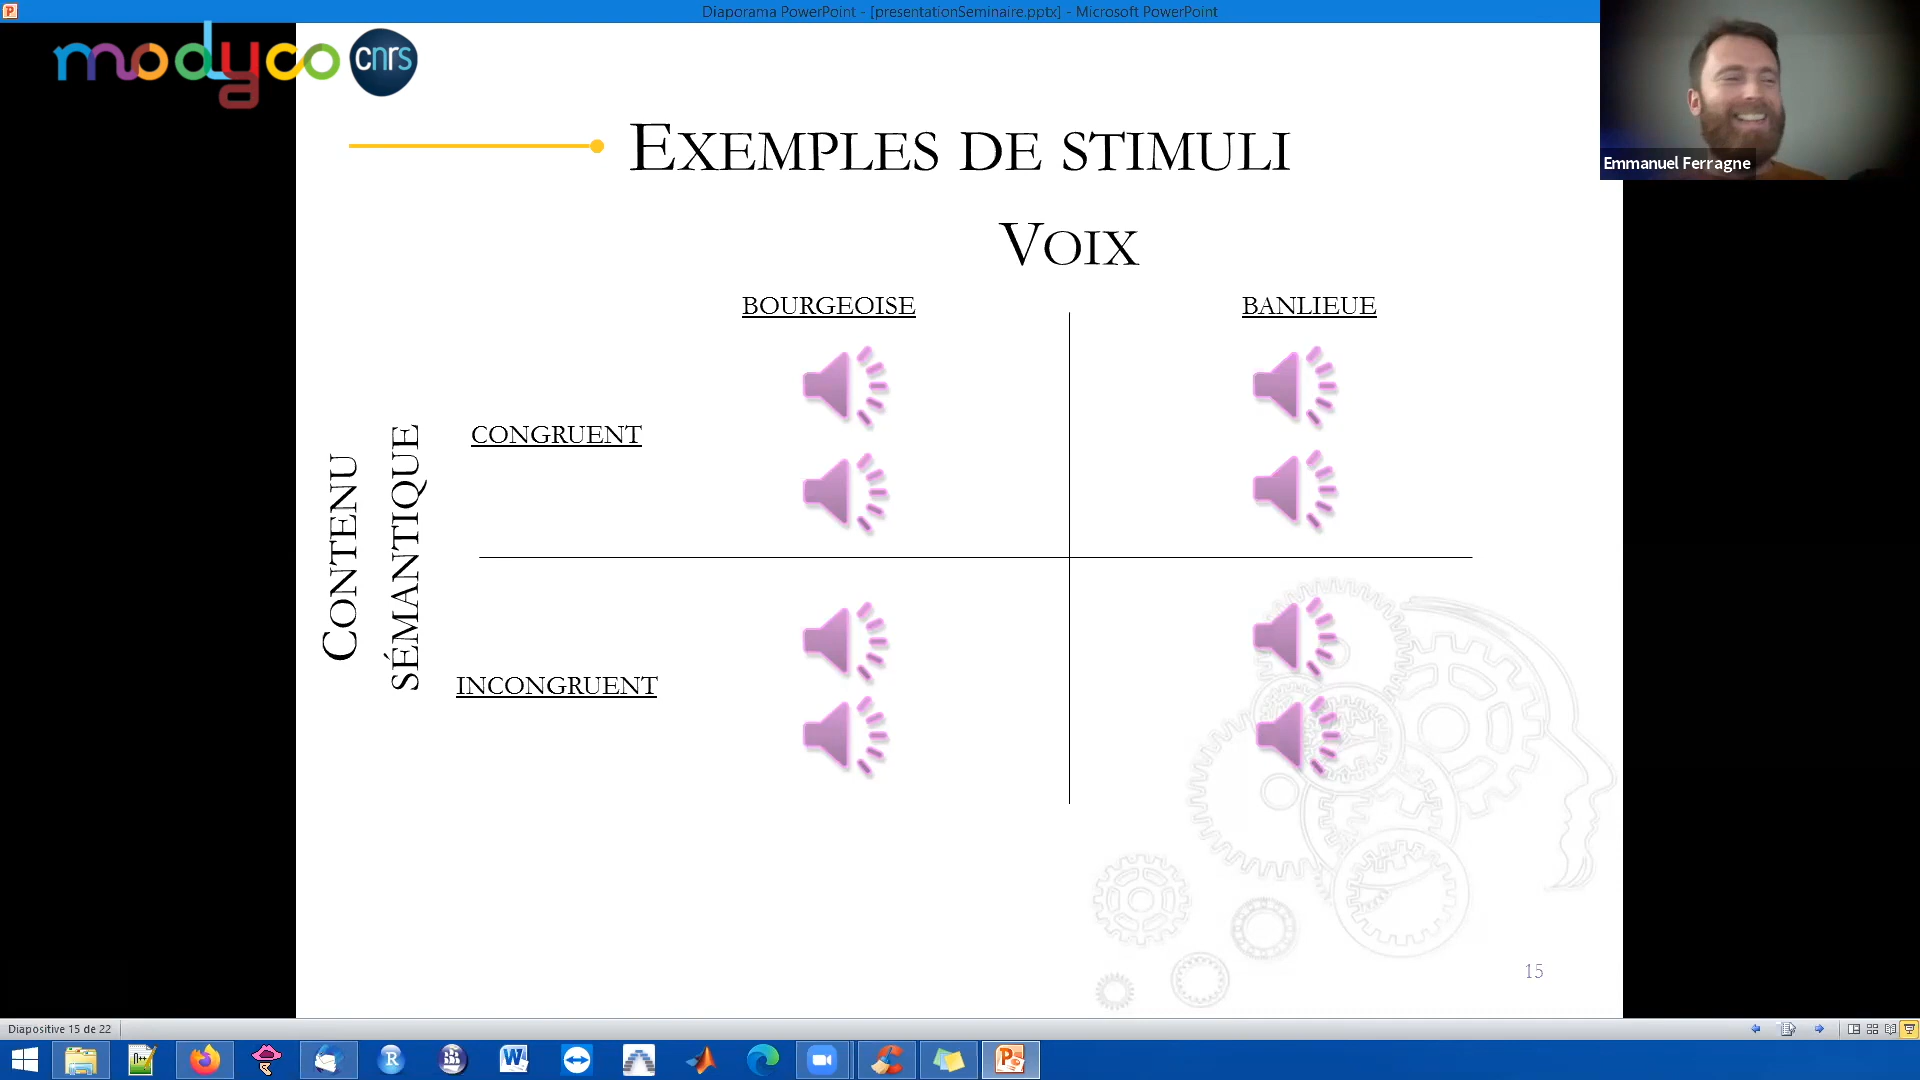 Diaporama PowerPoint - [presentationSeminaire.pptx] - Microsoft PowerPoint
modyco cnrs
Emmanuel Ferragne
EXEMPLES DE STIMULI
VOIX
BOURGEOISE
BANLIEUE
CONTENU
SÉMANTIQUE
CONGRUENT
INCONGRUENT
15
Diapositive 15 de 22